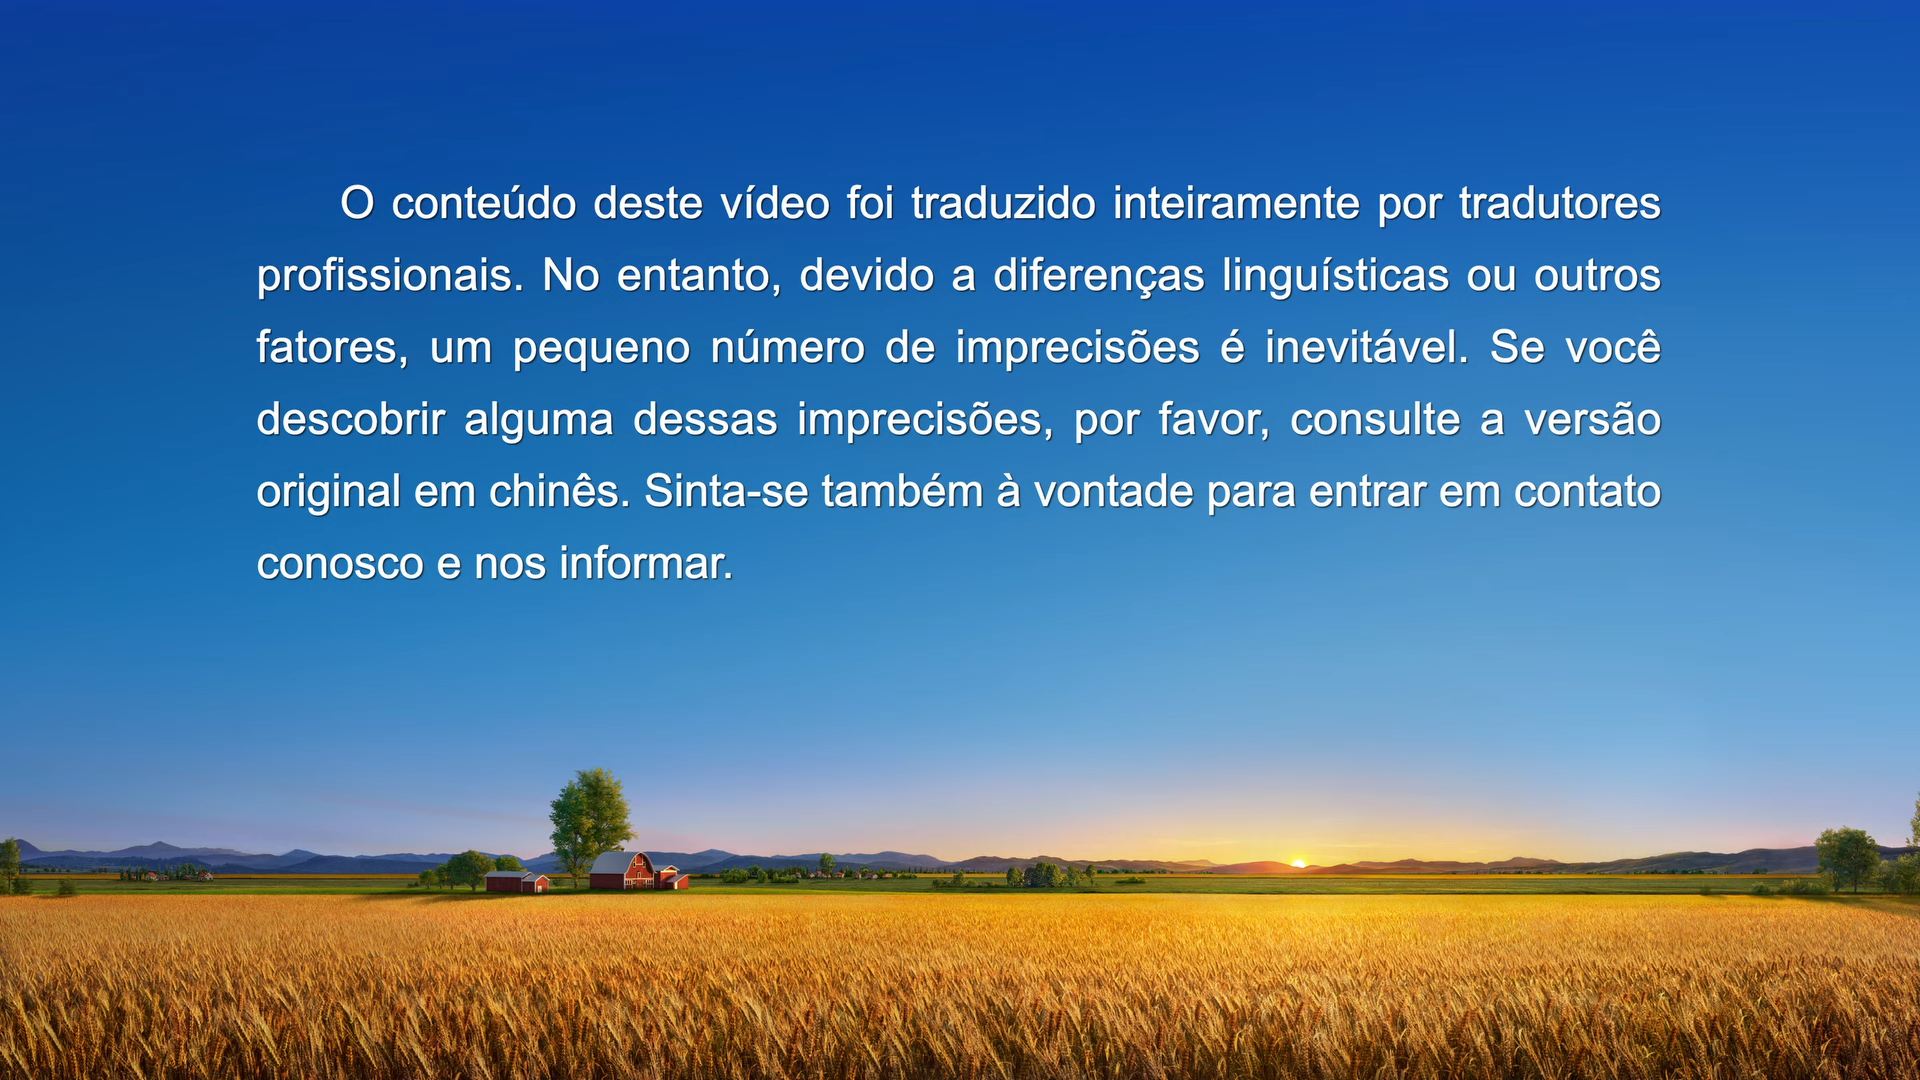 O conteúdo deste vídeo foi traduzido inteiramente por tradutores
profissionais. No entanto, devido a diferenças linguísticas ou outros
fatores, um pequeno número de imprecisões é inevitável. Se você
descobrir alguma dessas imprecisões, por favor, consulte a versão
original em chinês. Sinta-se também à vontade para entrar em contato
conosco e nos informar.